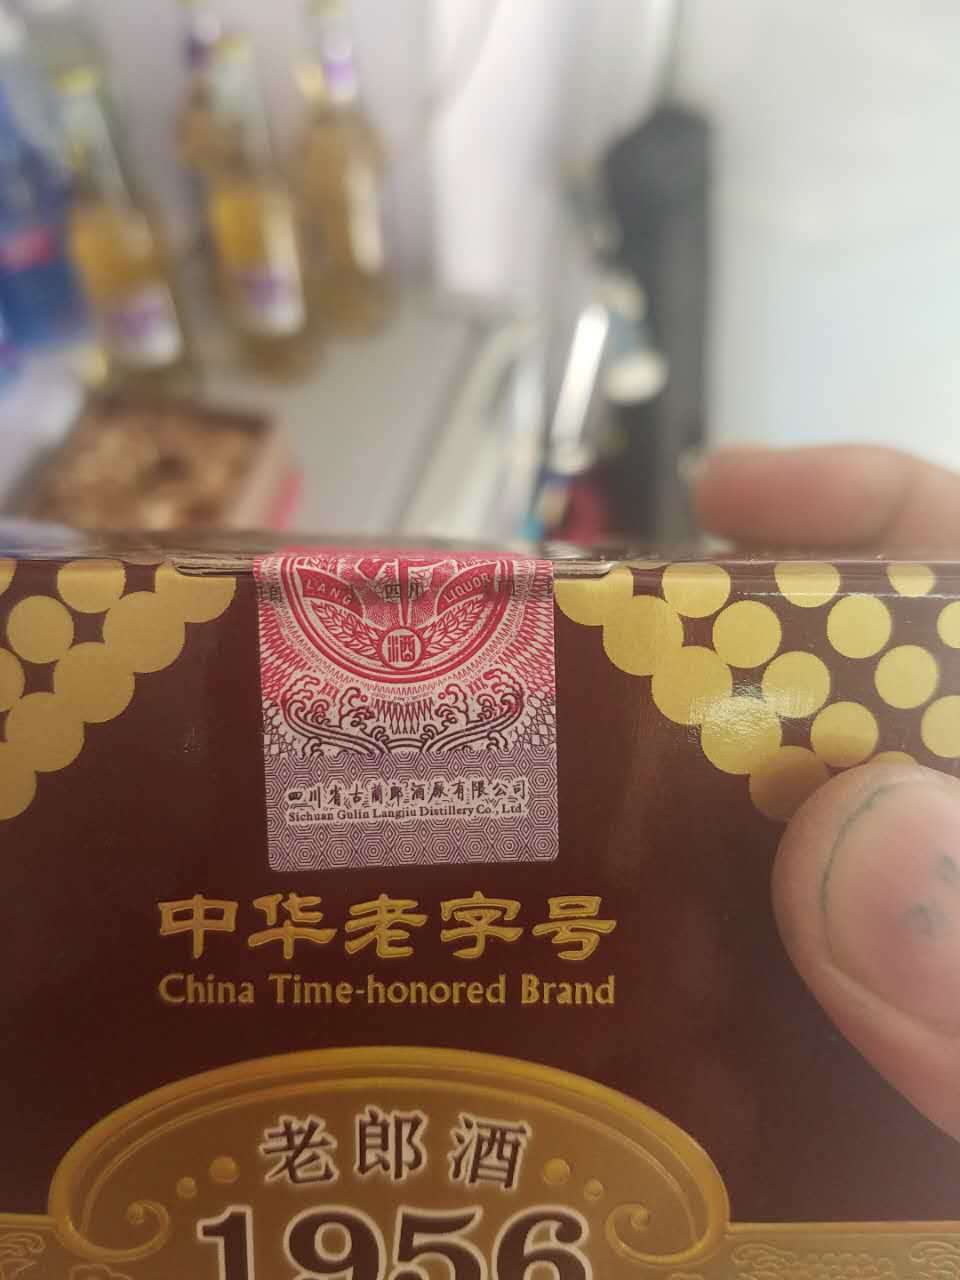 LANG 四川 LIQUOR
酒
四川省古蔺郎酒厰有限公司
Sichuan Gulin Langjiu Distillery Co., Ltd.
中华老字号
China Time-honored Brand
老郎酒
1956